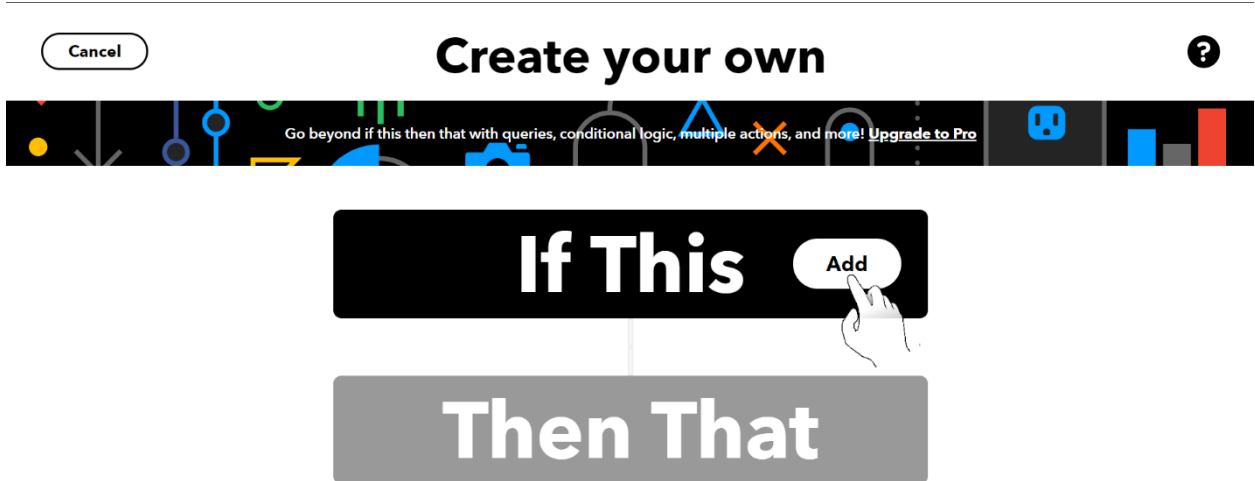 Cancel
Create your own
?
Go beyond if this then that with queries, conditional logic, multiple actions, and more! Upgrade to Pro
If This
Add
Then That